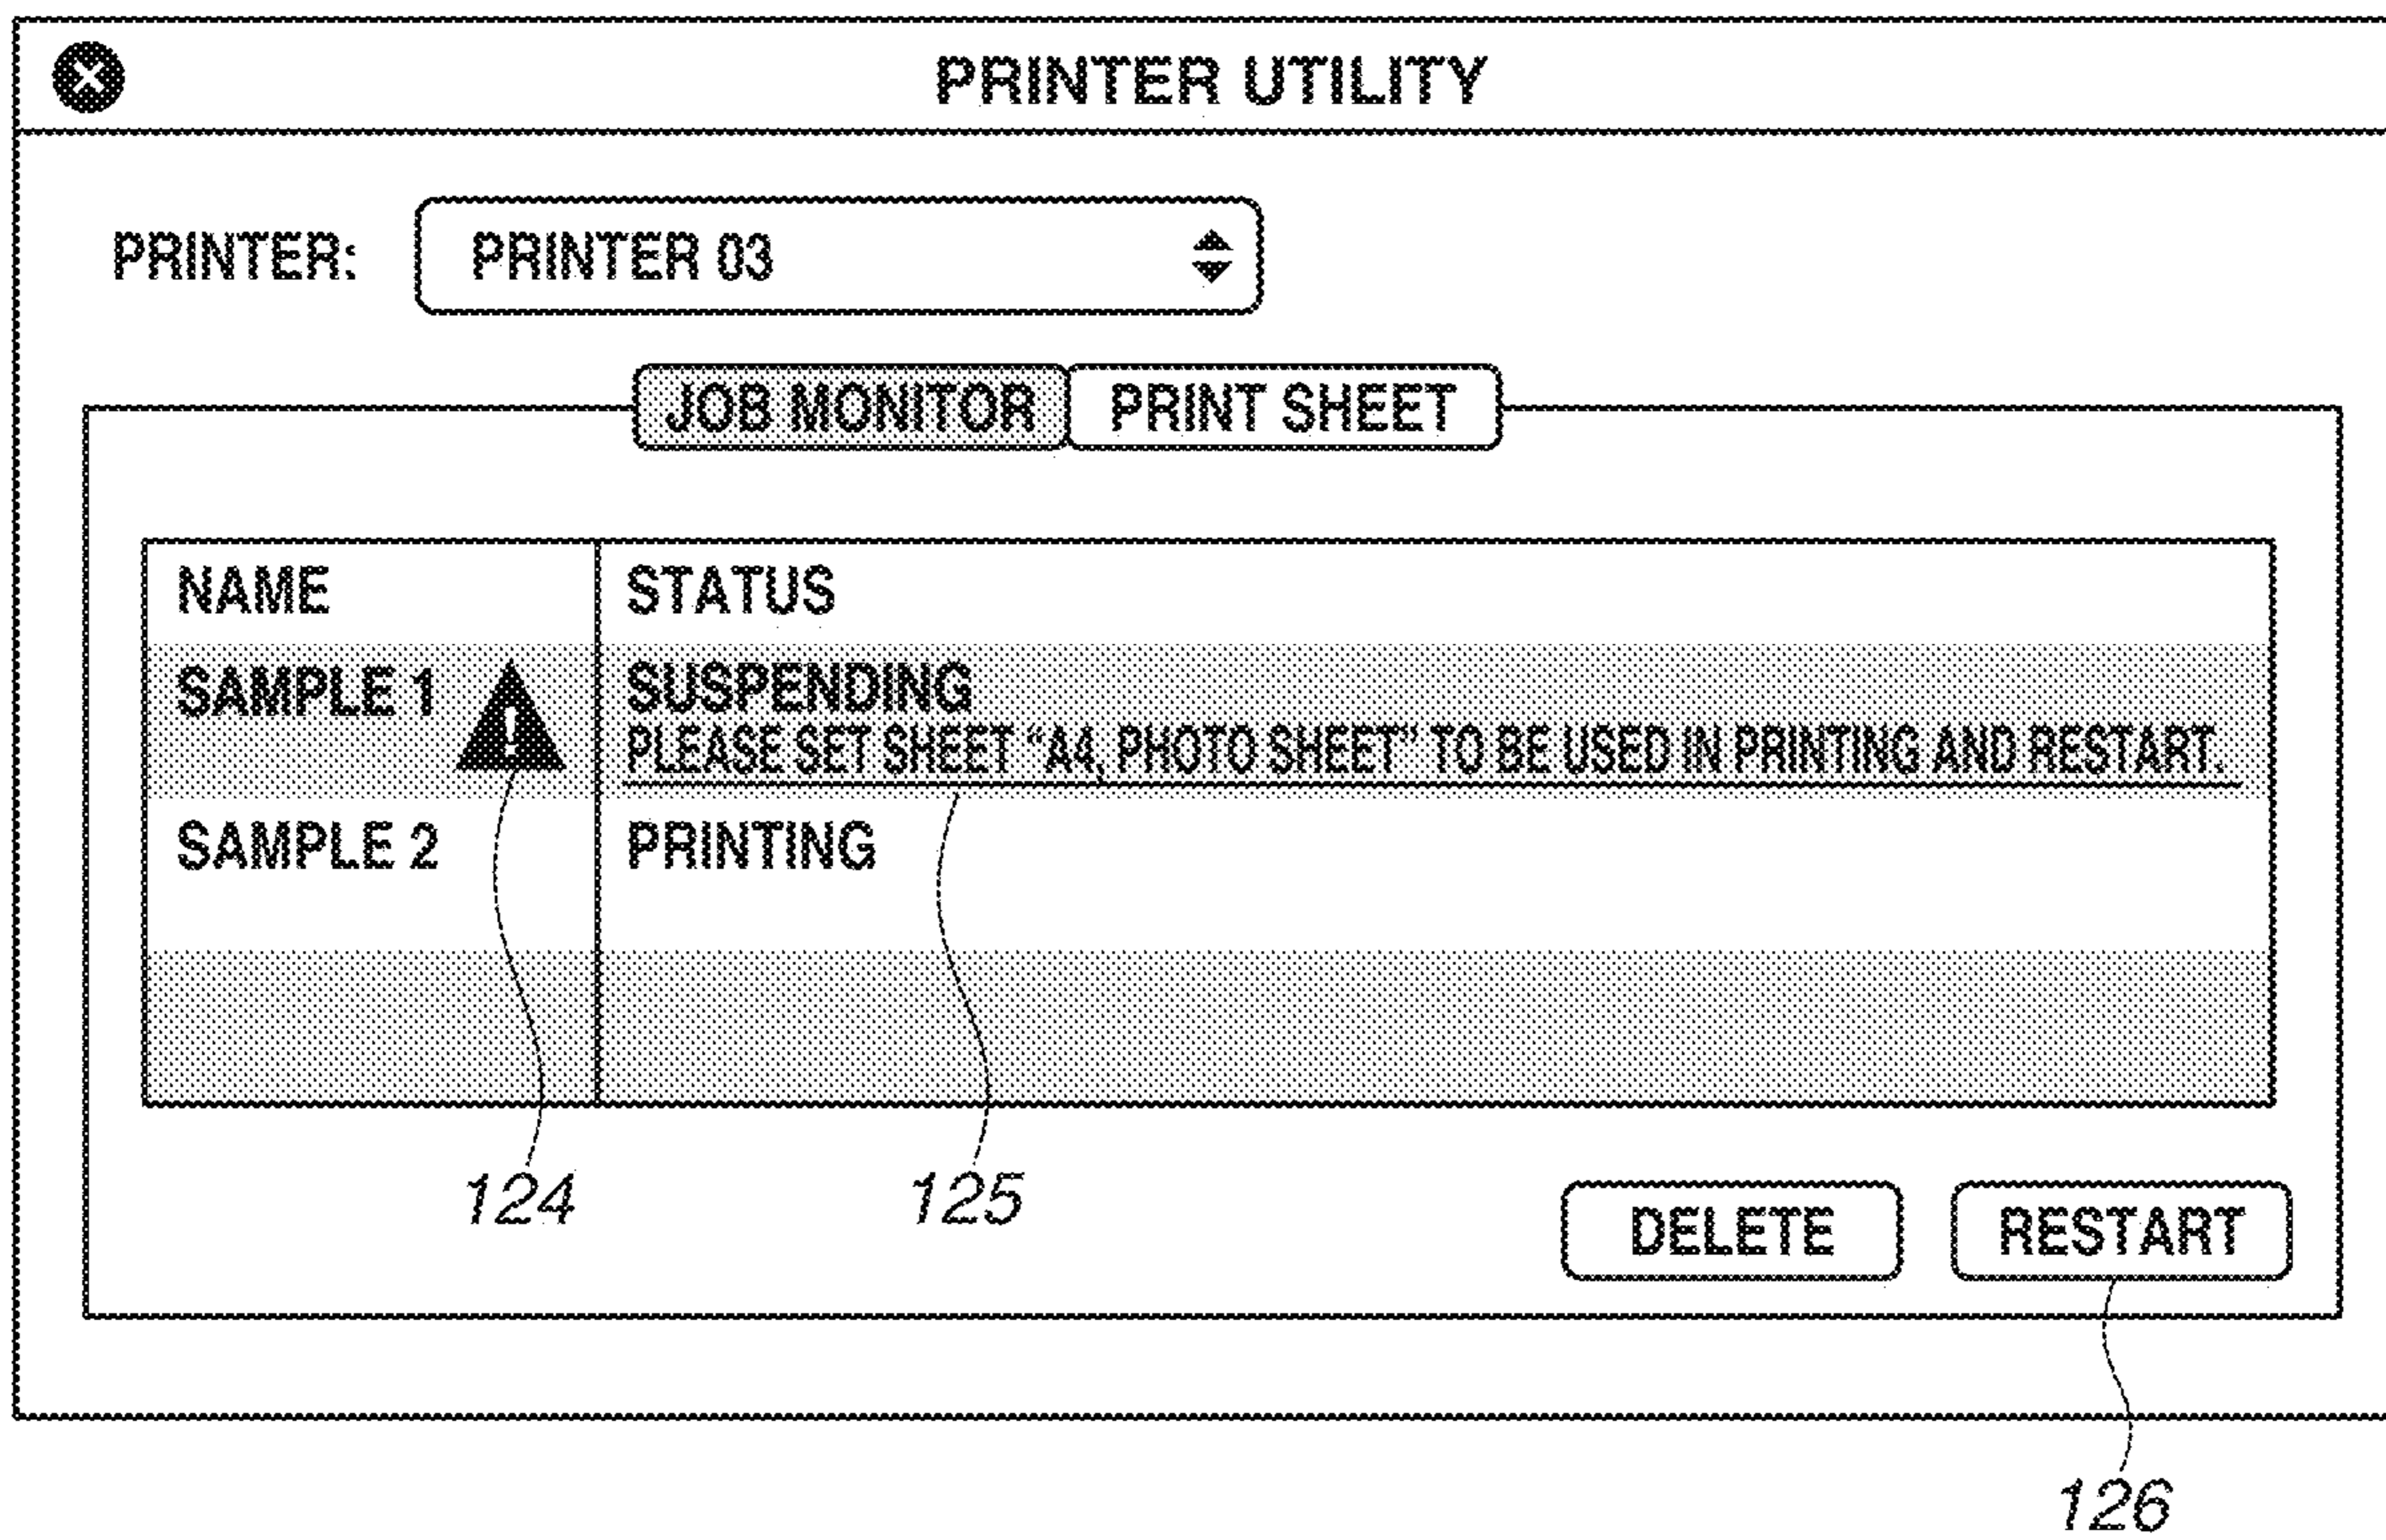 PRINTER UTILITY
PRINTER: PRINTER 03
JOB MONITOR PRINT SHEET
NAME STATUS
SAMPLE 1 SUSPENDING
PLEASE SET SHEET “A4, PHOTO SHEET” TO BE USED IN PRINTING AND RESTART.
SAMPLE 2 PRINTING
124 125
DELETE RESTART
126